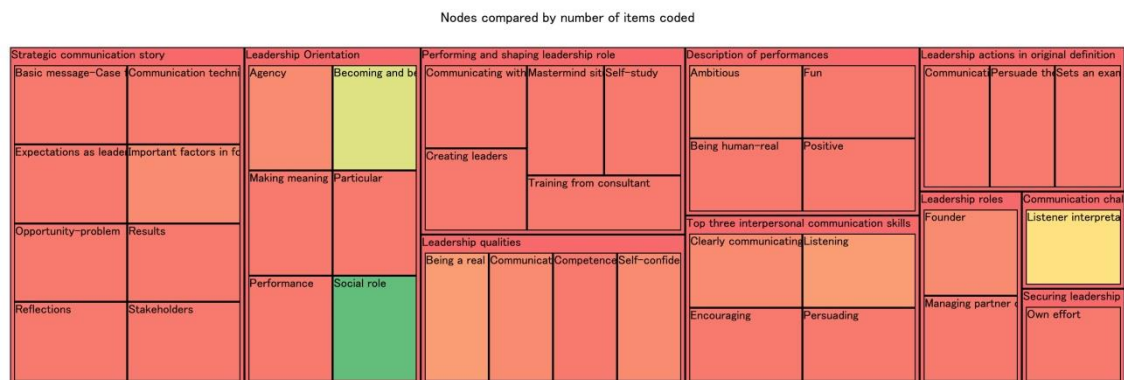 Nodes compared by number of items coded
Strategic communication story
Basic message-Case
Communication techni
Expectations as leade
Important factors in fo
Opportunity-problem
Results
Reflections
Stakeholders
Leadership Orientation
Agency
Becoming and be
Making meaning
Particular
Performance
Social role
Performing and shaping leadership role
Communicating with
Mastermind sit
Self-study
Creating leaders
Training from consultant
Leadership qualities
Being a real
Communicat
Competence
Self-confide
Description of performances
Ambitious
Fun
Being human-real
Positive
Top three interpersonal communication skills
Clearly communicating
Listening
Encouraging
Persuading
Leadership actions in original definition
Communicati
Persuade the
Sets an exam
Leadership roles
Founder
Managing partner
Communication chal
Listener interpreta
Securing leadership
Own effort